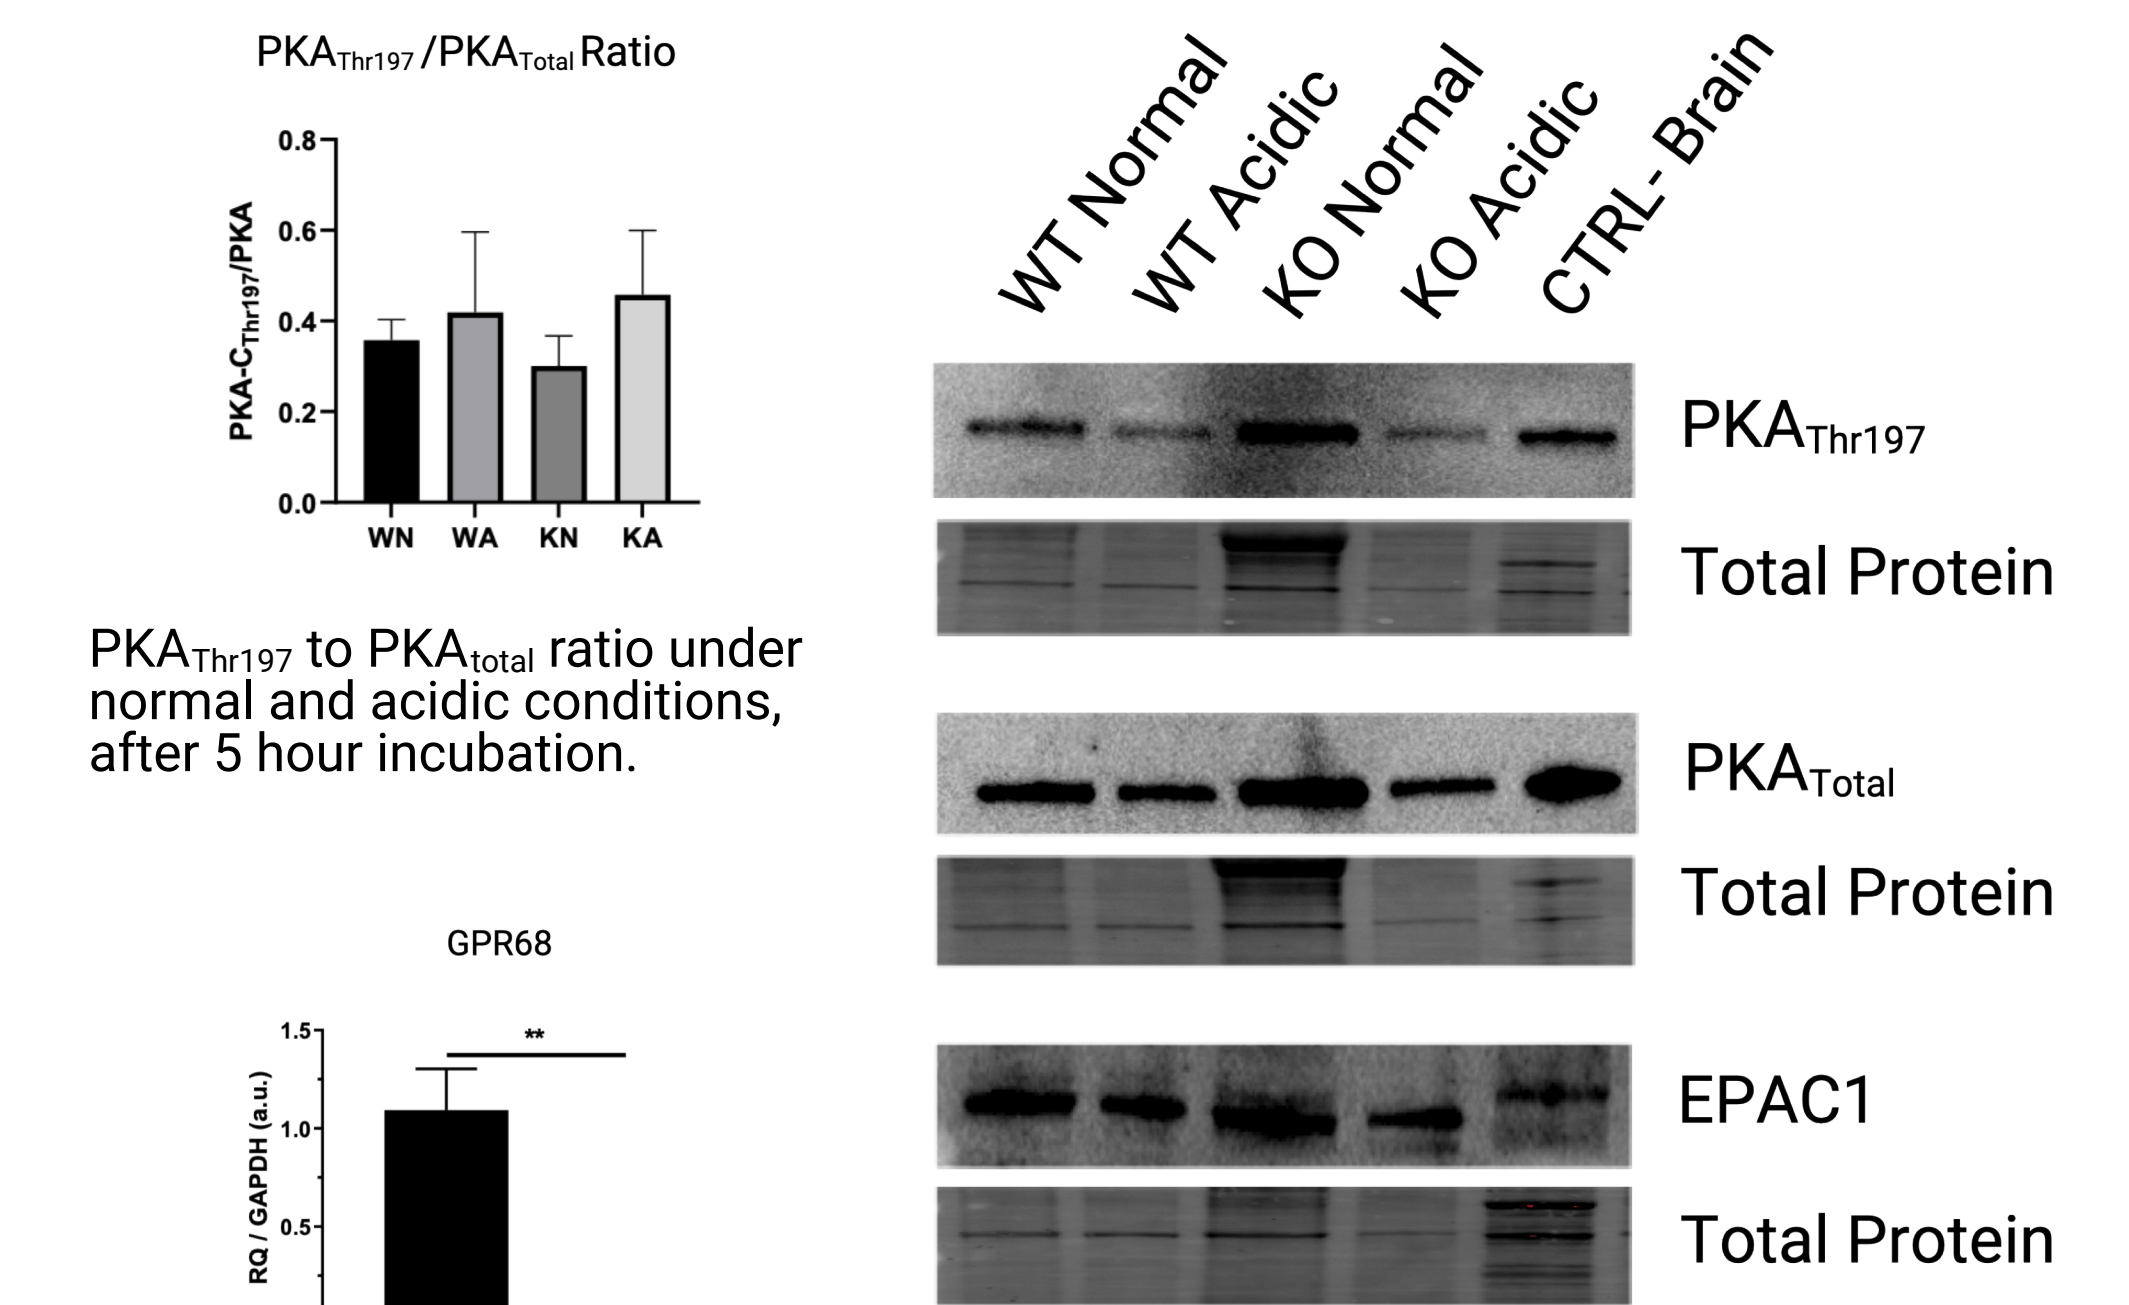 PKAThr197 /PKATotal Ratio
0.8
0.6
0.4
0.2
0.0
PKA-CThr197/PKA
WN WA KN KA
PKAThr197 to PKAtotal ratio under
normal and acidic conditions,
after 5 hour incubation.
GPR68
**
1.5
1.0
0.5
RQ / GAPDH (a.u.)
WT Normal
WT Acidic
KO Normal
KO Acidic
CTRL- Brain
PKAThr197
Total Protein
PKATotal
Total Protein
EPAC1
Total Protein